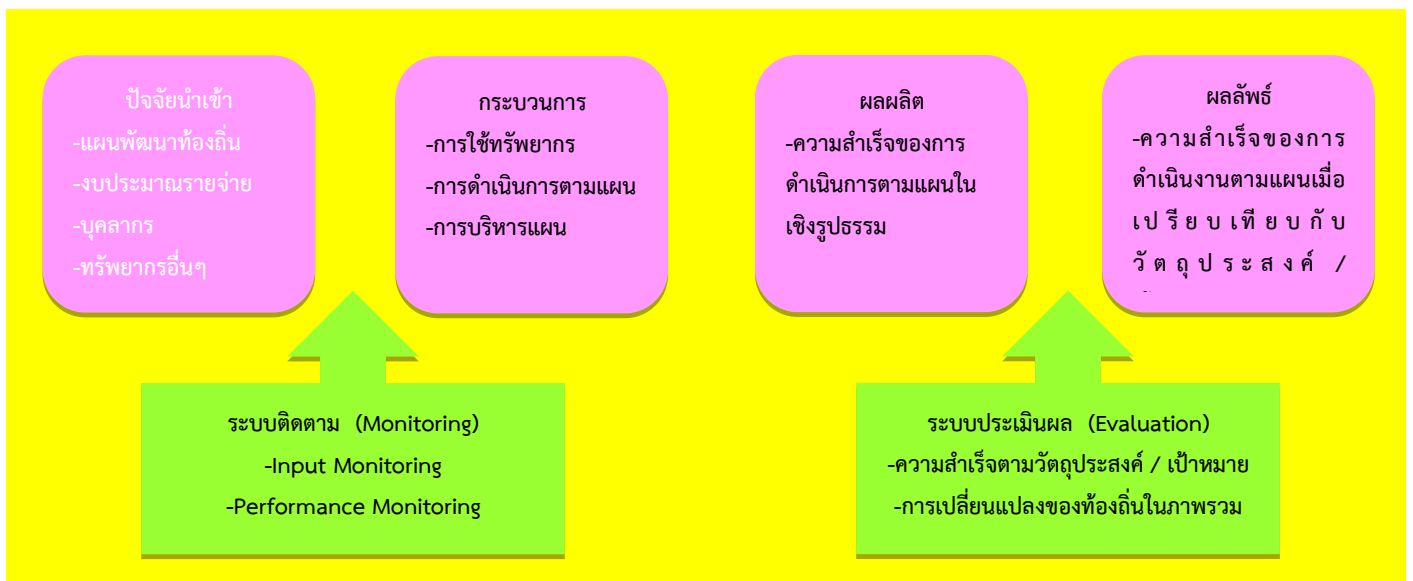 ปัจจัยนำเข้า
-แผนพัฒนาท้องถิ่น
-งบประมาณรายจ่าย
-บุคลากร
-ทรัพยากรอื่นๆ
กระบวนการ
-การใช้ทรัพยากร
-การดำเนินการตามแผน
-การบริหารแผน
ผลผลิต
-ความสำเร็จของการ
ดำเนินการตามแผนใน
เชิงรูปธรรม
ผลลัพธ์
-ความสำเร็จของการ
ดำเนินงานตามแผนเมื่อ
เปรียบเทียบกับ
วัตถุประสงค์ /
ระบบติดตาม (Monitoring)
-Input Monitoring
-Performance Monitoring
ระบบประเมินผล (Evaluation)
-ความสำเร็จตามวัตถุประสงค์ / เป้าหมาย
-การเปลี่ยนแปลงของท้องถิ่นในภาพรวม